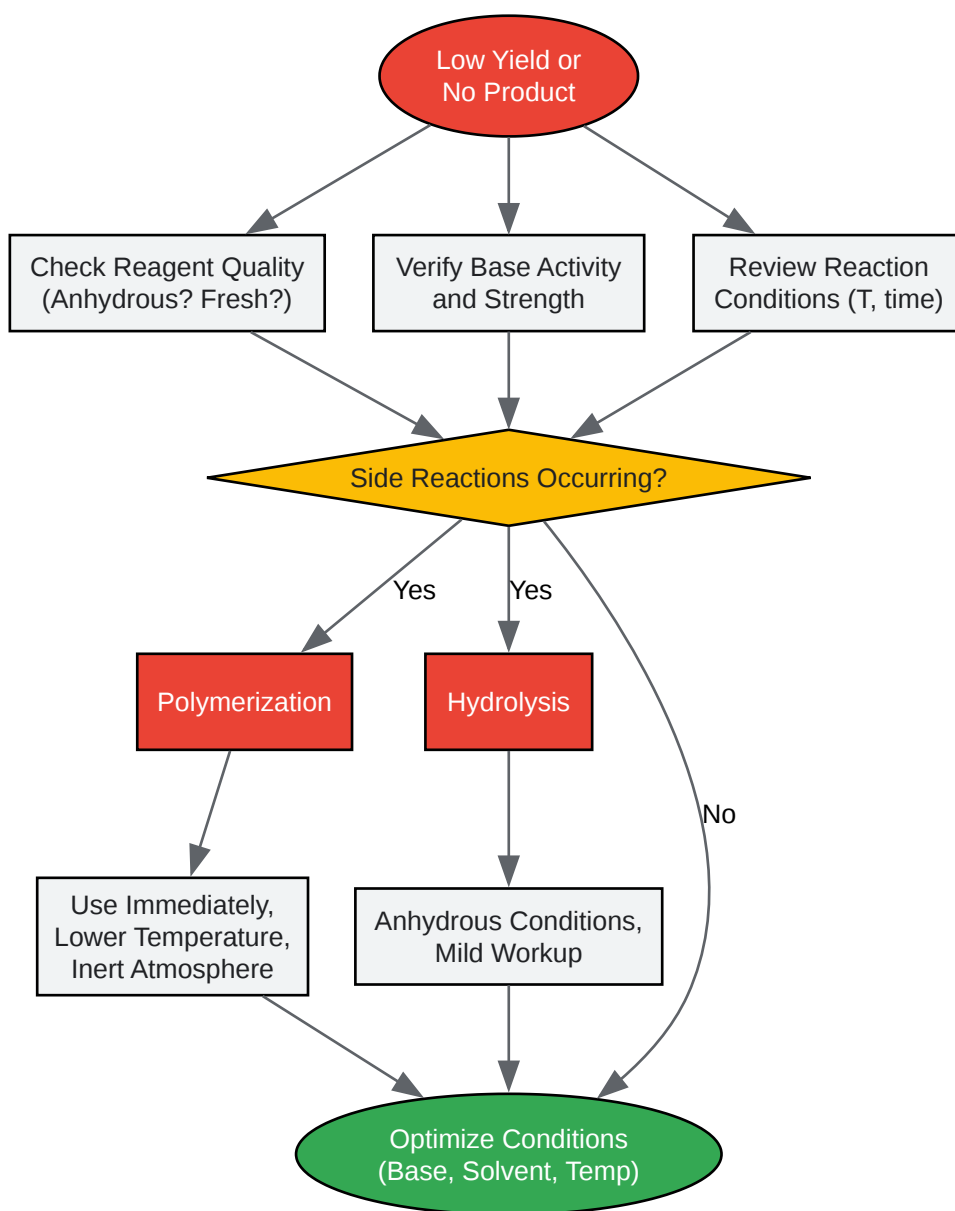 Low Yield or
No Product
Check Reagent Quality
(Anhydrous? Fresh?)
Verify Base Activity
and Strength
Review Reaction
Conditions (T, time)
Side Reactions Occurring?
Yes
Yes
Polymerization
Hydrolysis
No
Use Immediately,
Lower Temperature,
Inert Atmosphere
Anhydrous Conditions,
Mild Workup
Optimize Conditions
(Base, Solvent, Temp)